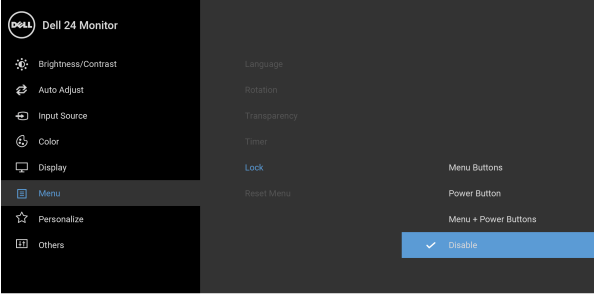 DELL Dell 24 Monitor
Brightness/Contrast Language
Auto Adjust Rotation
Input Source Transparency
Color Timer
Display Lock Menu Buttons
Menu Reset Menu Power Button
Personalize Menu + Power Buttons
Others Disable